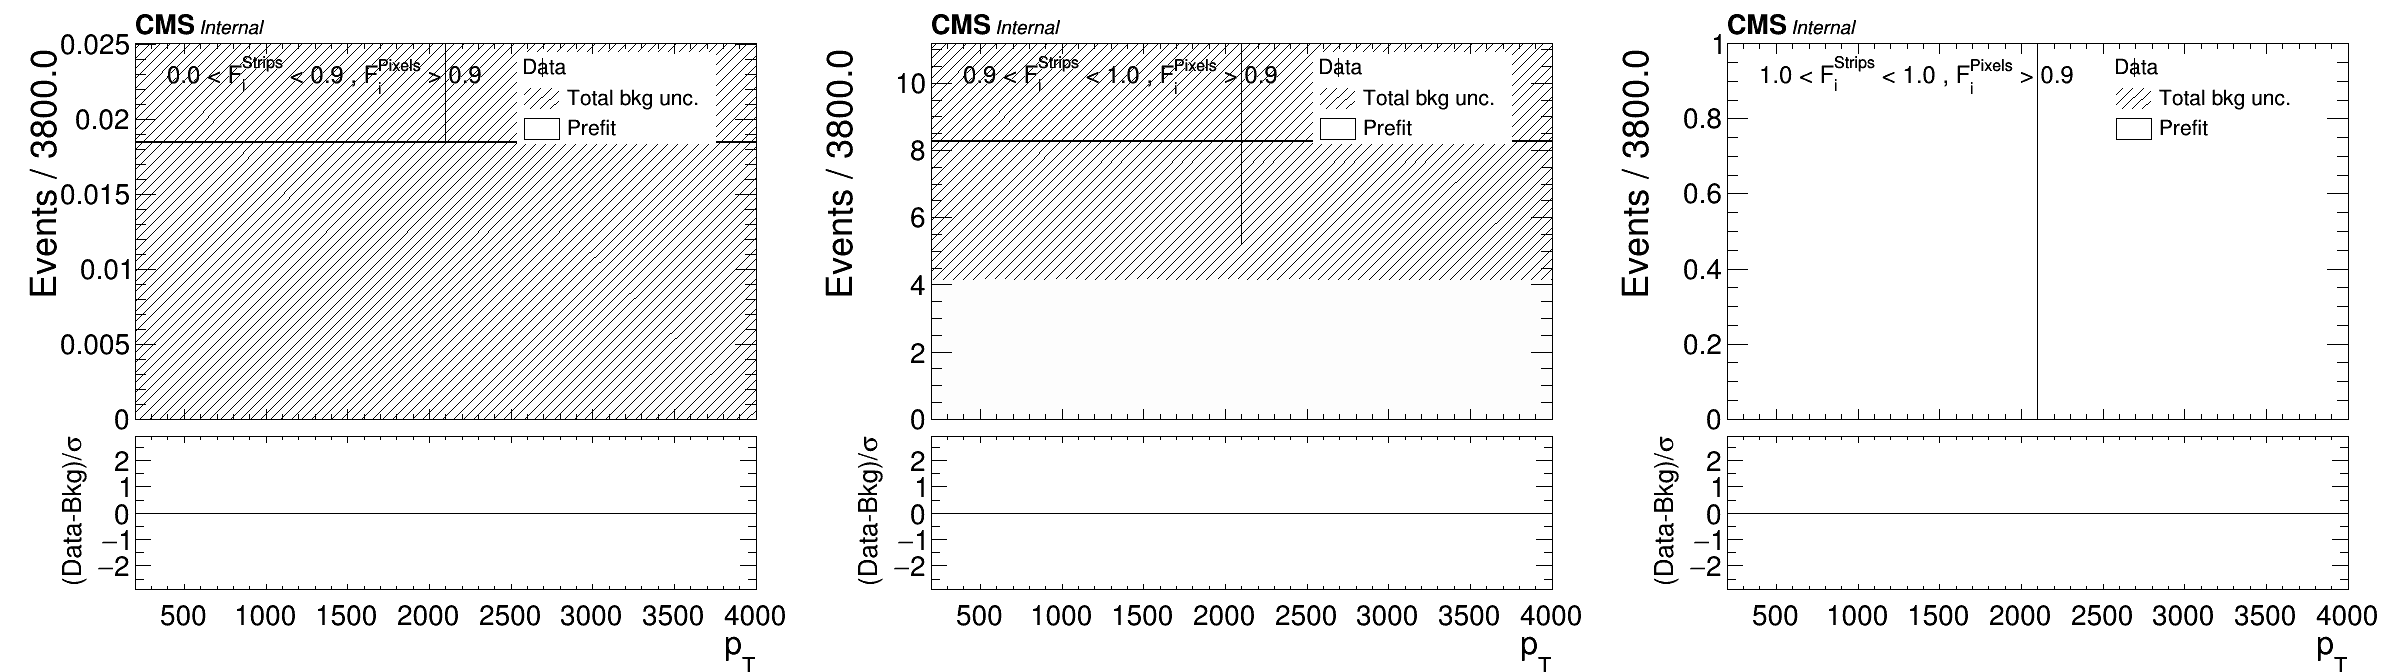 CMS Internal
Events / 3800.0
0.025
0.02
0.015
0.01
0.005
0
0.0 < F_i^Strips < 0.9 , F_i^Pixels > 0.9
Data
Total bkg unc.
Prefit
(Data-Bkg)/σ
2
1
0
−1
−2
500 1000 1500 2000 2500 3000 3500 4000
p_T
CMS Internal
Events / 3800.0
10
8
6
4
2
0
0.9 < F_i^Strips < 1.0 , F_i^Pixels > 0.9
Data
Total bkg unc.
Prefit
(Data-Bkg)/σ
2
1
0
−1
−2
500 1000 1500 2000 2500 3000 3500 4000
p_T
CMS Internal
Events / 3800.0
1
0.8
0.6
0.4
0.2
0
1.0 < F_i^Strips < 1.0 , F_i^Pixels > 0.9
Data
Total bkg unc.
Prefit
(Data-Bkg)/σ
2
1
0
−1
−2
500 1000 1500 2000 2500 3000 3500 4000
p_T